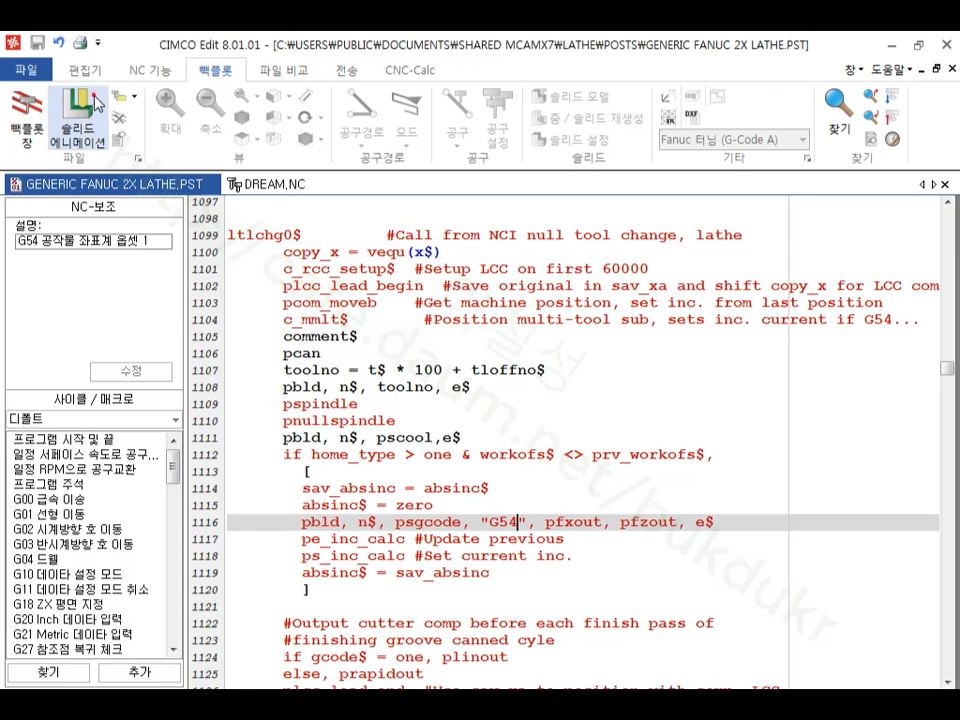 CIMCO Edit 8.01.01 - [C:₩USERS₩PUBLIC₩DOCUMENTS₩SHARED MCAMX7₩LATHE₩POSTS₩GENERIC FANUC 2X LATHE.PST]
파일 편집기 NC 기능 백플롯 파일 비교 전송 CNC-Calc 창 도움말
백플롯 창
솔리드 에니메이션
파일
확대
축소
뷰
공구경로
모드
공구경로
공구
공구 설정
공구
솔리드 모델
줌 / 솔리드 재생성
솔리드 설정
솔리드
DXF
Fanuc 터닝 (G-Code A)
기타
찾기
찾기
GENERIC FANUC 2X LATHE.PST DREAM.NC
NC-보조
설명:
G54 공작물 좌표계 옵셋 1
수정
사이클 / 매크로
디폴트
프로그램 시작 및 끝
일정 서페이스 속도로 공구...
일정 RPM으로 공구교환
프로그램 주석
G00 급속 이송
G01 선형 이동
G02 시계방향 호 이동
G03 반시계방향 호 이동
G04 드웰
G10 데이타 설정 모드
G11 데이타 설정 모드 취소
G18 ZX 평면 지정
G20 Inch 데이타 입력
G21 Metric 데이타 입력
G27 참조점 복귀 체크
찾기 추가
1097
1098
1099 ltlchg0$ #Call from NCI null tool change, lathe
1100 copy_x = vequ(x$)
1101 c_rcc_setup$ #Setup LCC on first 60000
1102 plcc_lead_begin #Save original in sav_xa and shift copy_x for LCC com
1103 pcom_moveb #Get machine position, set inc. from last position
1104 c_mmlt$ #Position multi-tool sub, sets inc. current if G54...
1105 comment$
1106 pcan
1107 toolno = t$ * 100 + tloffno$
1108 pbld, n$, toolno, e$
1109 pspindle
1110 pnullspindle
1111 pbld, n$, pscool,e$
1112 if home_type > one & workofs$ <> prv_workofs$,
1113 [
1114 sav_absinc = absinc$
1115 absinc$ = zero
1116 pbld, n$, psgcode, "G54", pfxout, pfzout, e$
1117 pe_inc_calc #Update previous
1118 ps_inc_calc #Set current inc.
1119 absinc$ = sav_absinc
1120 ]
1121
1122 #Output cutter comp before each finish pass of
1123 #finishing groove canned cyle
1124 if gcode$ = one, plinout
1125 else, prapidout